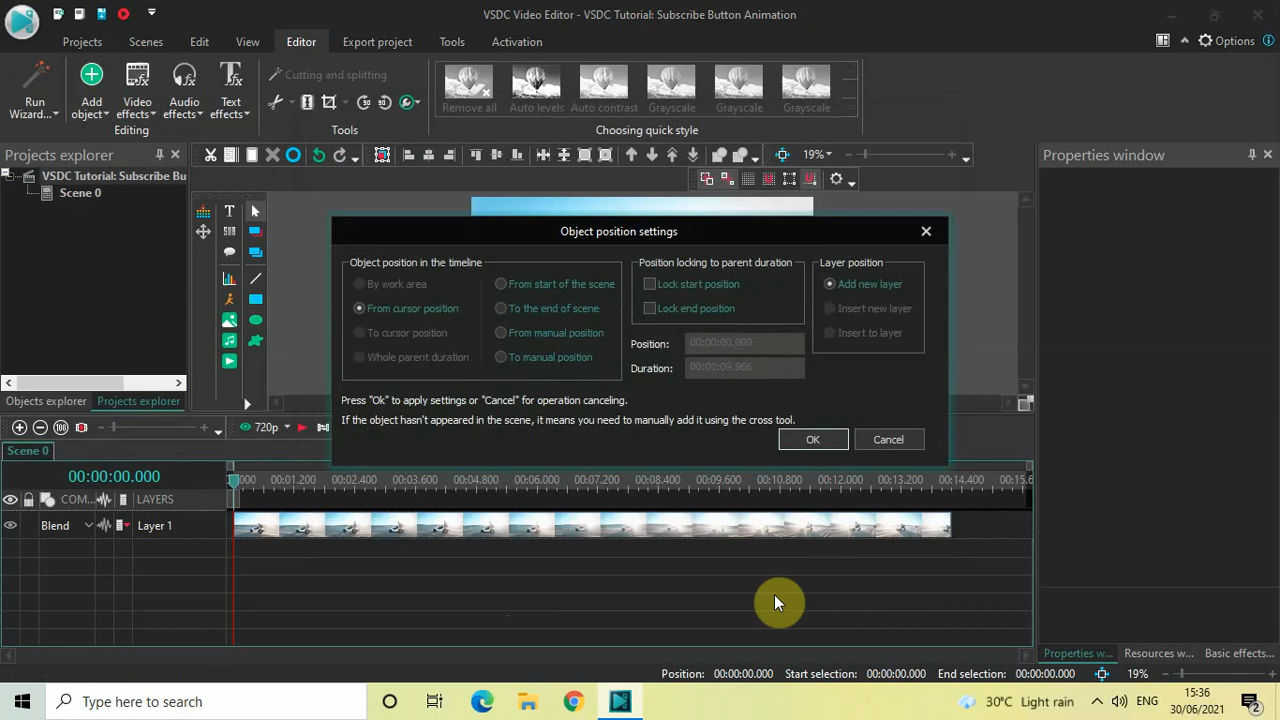 VSDC Video Editor - VSDC Tutorial: Subscribe Button Animation
Projects Scenes Edit View Editor Export project Tools Activation
Options
Run Wizard...
Add object
Video effects
Audio effects
Text effects
Editing
Cutting and splitting
Tools
Remove all Auto levels Auto contrast Grayscale Grayscale Grayscale
Choosing quick style
19%
Projects explorer
VSDC Tutorial: Subscribe Bu
Scene 0
Properties window
Object position settings
Object position in the timeline
By work area
From cursor position
To cursor position
Whole parent duration
From start of the scene
To the end of scene
From manual position
To manual position
Position locking to parent duration
Lock start position
Lock end position
Position: 00:00:00.000
Duration: 00:00:09.966
Layer position
Add new layer
Insert new layer
Insert to layer
Press "Ok" to apply settings or "Cancel" for operation canceling.
If the object hasn't appeared in the scene, it means you need to manually add it using the cross tool.
OK Cancel
Objects explorer Projects explorer
720p
Scene 0
00:00:00.000
000 00:01.200 00:02.400 00:03.600 00:04.800 00:06.000 00:07.200 00:08.400 00:09.600 00:10.800 00:12.000 00:13.200 00:14.400 00:15.6
COM... LAYERS
Blend Layer 1
Properties w... Resources w... Basic effects...
Position: 00:00:00.000 Start selection: 00:00:00.000 End selection: 00:00:00.000 19%
Type here to search
30°C Light rain
ENG
15:36
30/06/2021
2